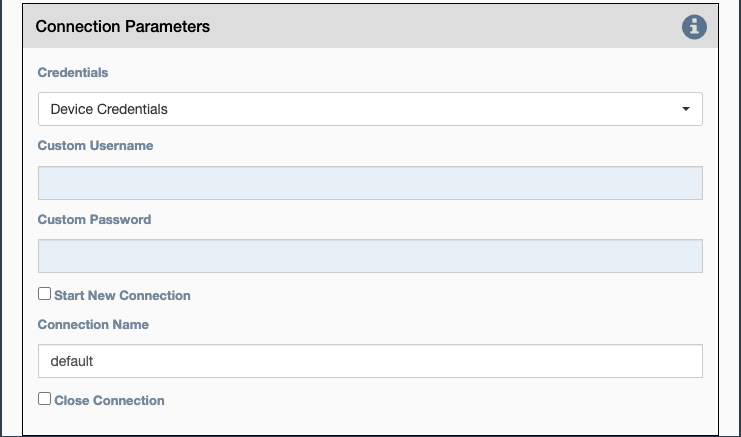 Connection Parameters
Credentials
Device Credentials
Custom Username
Custom Password
Start New Connection
Connection Name
default
Close Connection